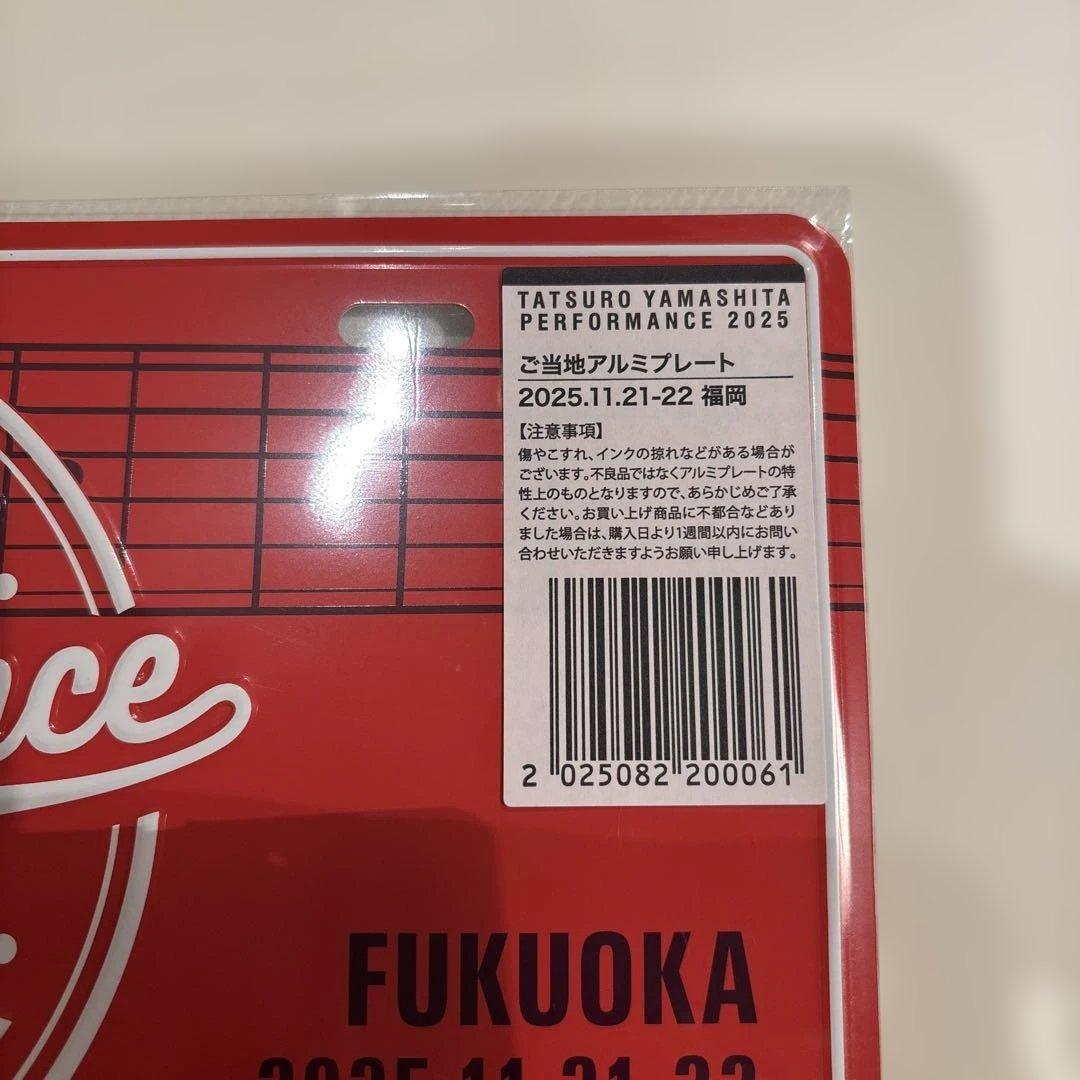 TATSURO YAMASHITA
PERFORMANCE 2025
ご当地アルミプレート
2025.11.21-22 福岡
【注意事項】
傷やこすれ、インクの掠れなどがある場合が
ございます。不良品ではなくアルミプレートの特
性上のものとなりますので、あらかじめご了承
ください。お買い上げ商品に不都合などあり
ました場合は、購入日より1週間以内にお問い
合わせいただきますようお願い申し上げます。
2 025082 200061
nce
FUKUOKA
2025.11.21-22